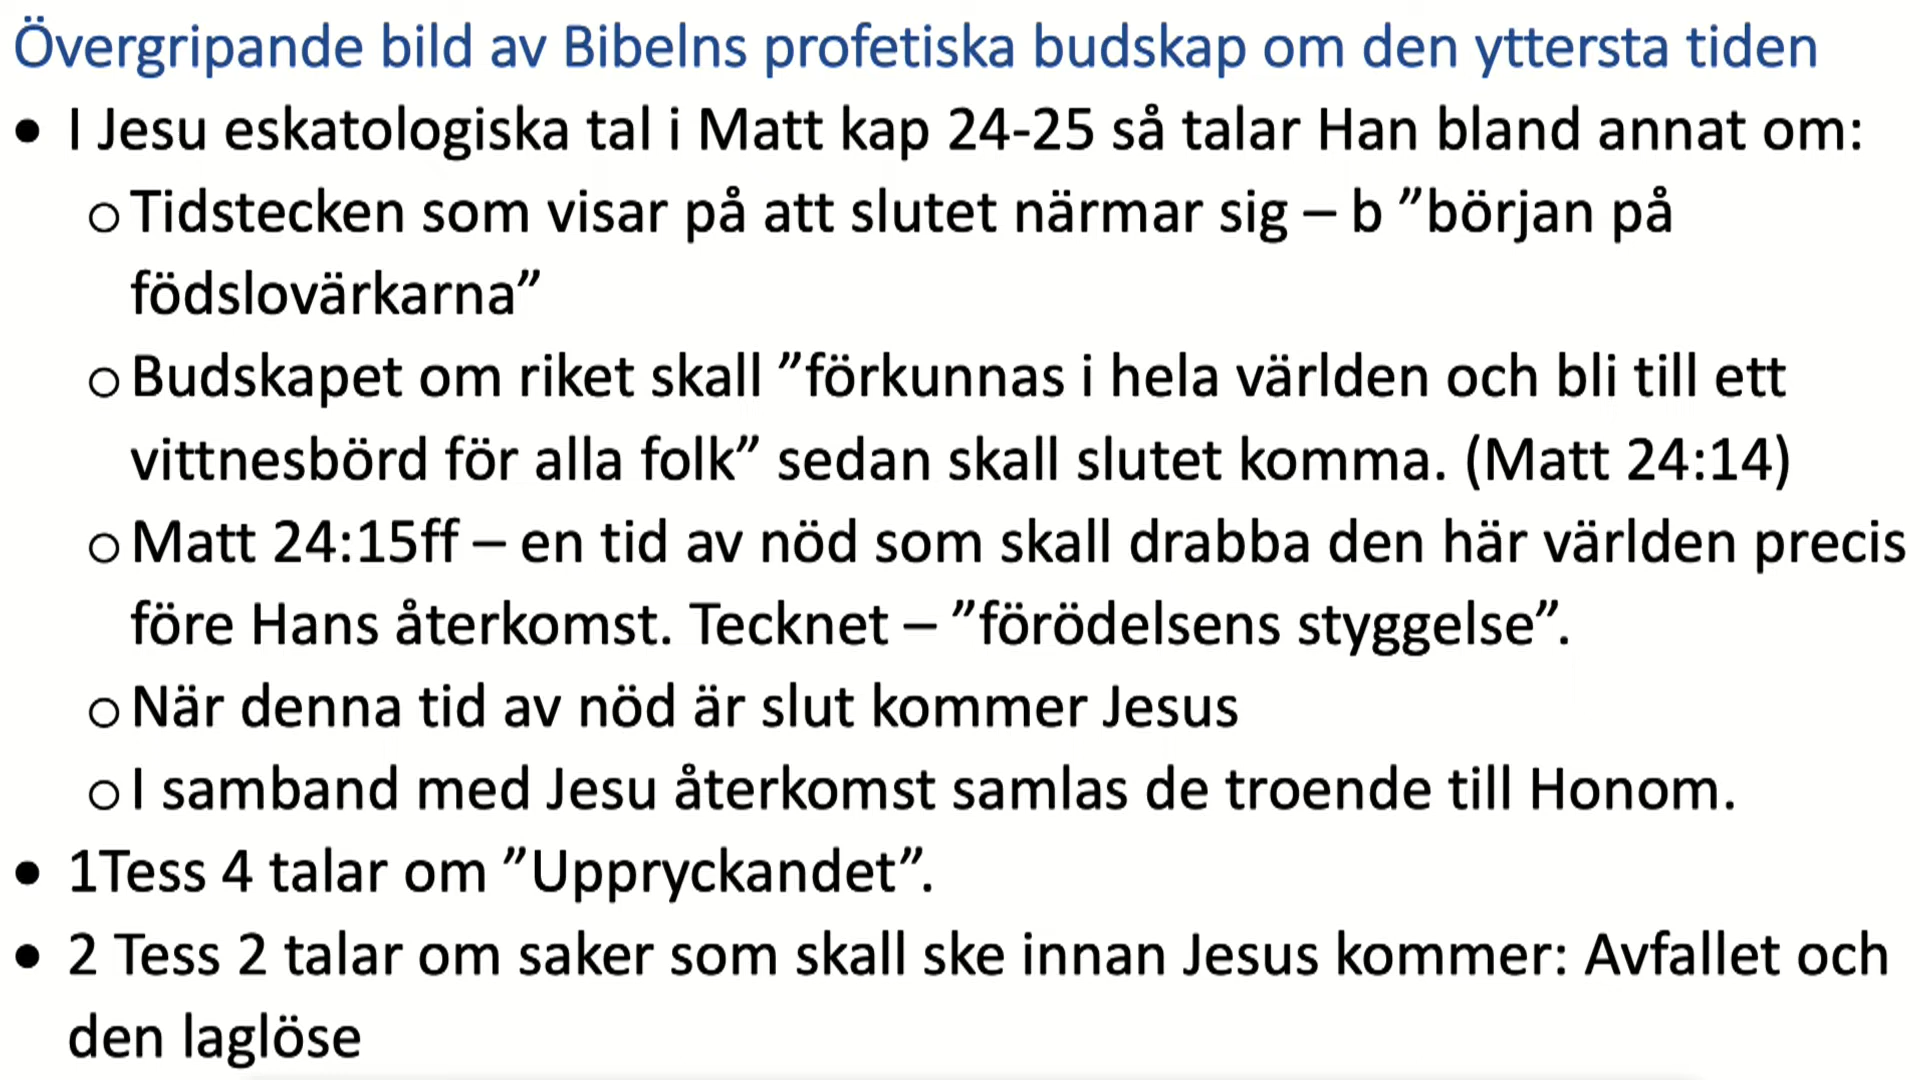 Övergripande bild av Bibelns profetiska budskap om den yttersta tiden
• I Jesu eskatologiska tal i Matt kap 24-25 så talar Han bland annat om:
○ Tidstecken som visar på att slutet närmar sig – b ”början på
födslovärkarna”
○ Budskapet om riket skall ”förkunnas i hela världen och bli till ett
vittnesbörd för alla folk” sedan skall slutet komma. (Matt 24:14)
○ Matt 24:15ff – en tid av nöd som skall drabba den här världen precis
före Hans återkomst. Tecknet – ”förödelsens styggelse”.
○ När denna tid av nöd är slut kommer Jesus
○ I samband med Jesu återkomst samlas de troende till Honom.
• 1Tess 4 talar om ”Uppryckandet”.
• 2 Tess 2 talar om saker som skall ske innan Jesus kommer: Avfallet och
den laglöse